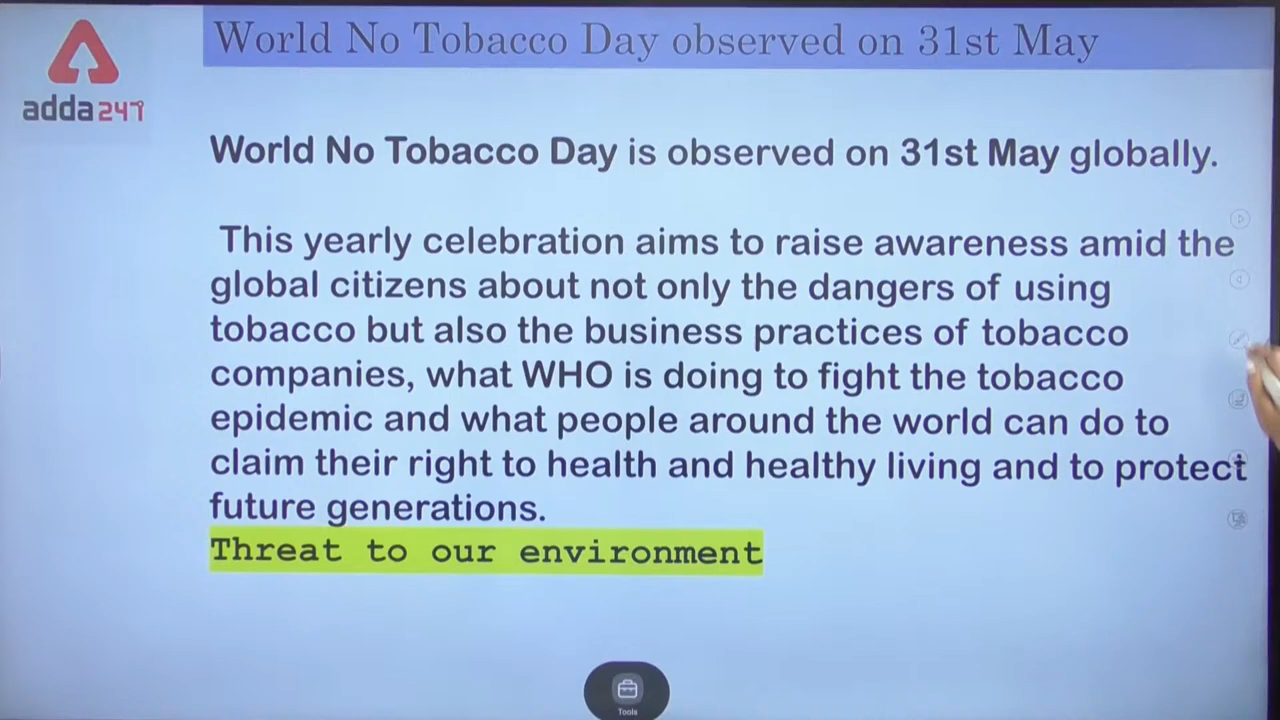 World No Tobacco Day observed on 31st May
adda247
World No Tobacco Day is observed on 31st May globally.
This yearly celebration aims to raise awareness amid the
global citizens about not only the dangers of using
tobacco but also the business practices of tobacco
companies, what WHO is doing to fight the tobacco
epidemic and what people around the world can do to
claim their right to health and healthy living and to protect
future generations.
Threat to our environment
Tools